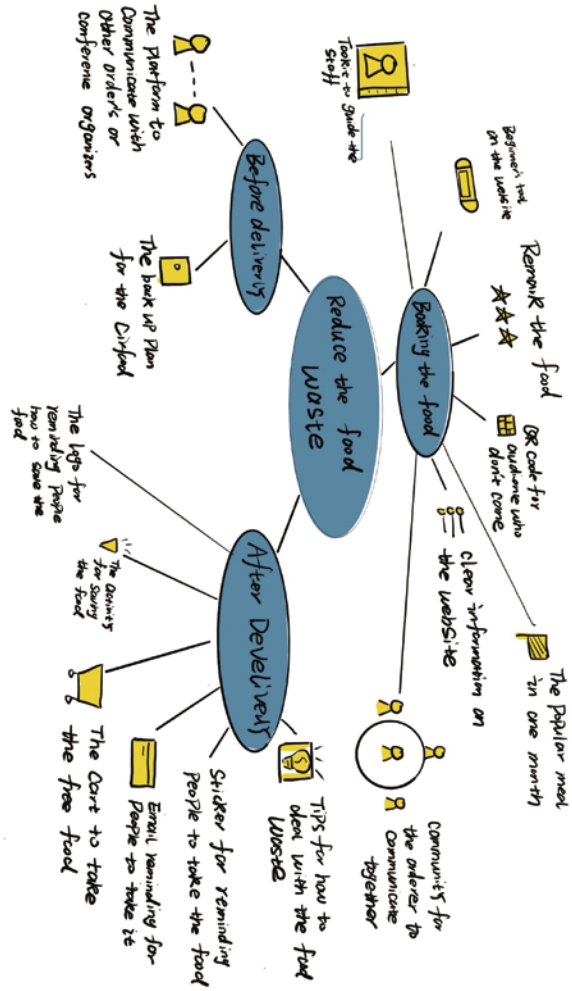 Reduce the food
waste
Booking the food
Toolkit to guide the
staff
Beginner's tool
on the website
Remark the food
QR code for
audience who
don't come
The popular meal
in one month
clear information on
the website
community for
the orderer to
communicate
together
Before delivery
The platform to
Communicate with
Other order's or
conference organizers
The back up plan
for the
After Develivery
Tips for how to
deal with the food
Waste
Sticker for reminding
People to take the food
Email reminding for
People to take it
The Cart to take
the free food
The activity
for saving
the food
The logo for
reminding people
how to save the
food